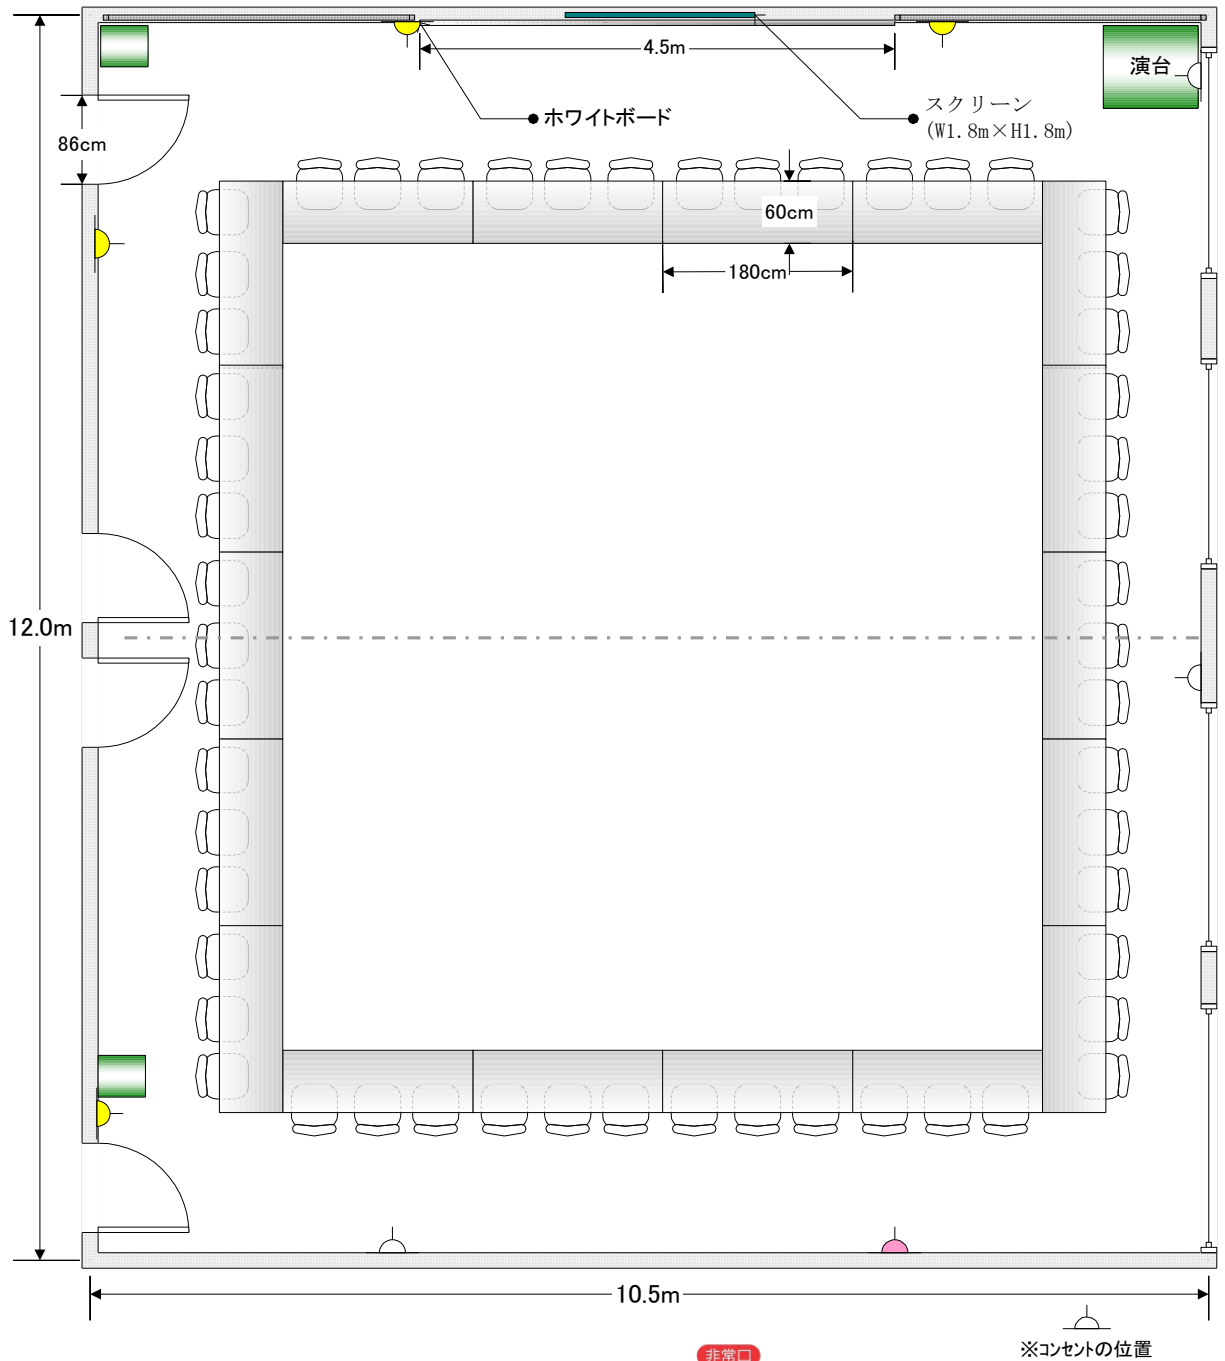 4.5m
演台
ホワイトボード
スクリーン
(W1.8m×H1.8m)
86cm
60cm
180cm
12.0m
10.5m
※コンセントの位置
非常口